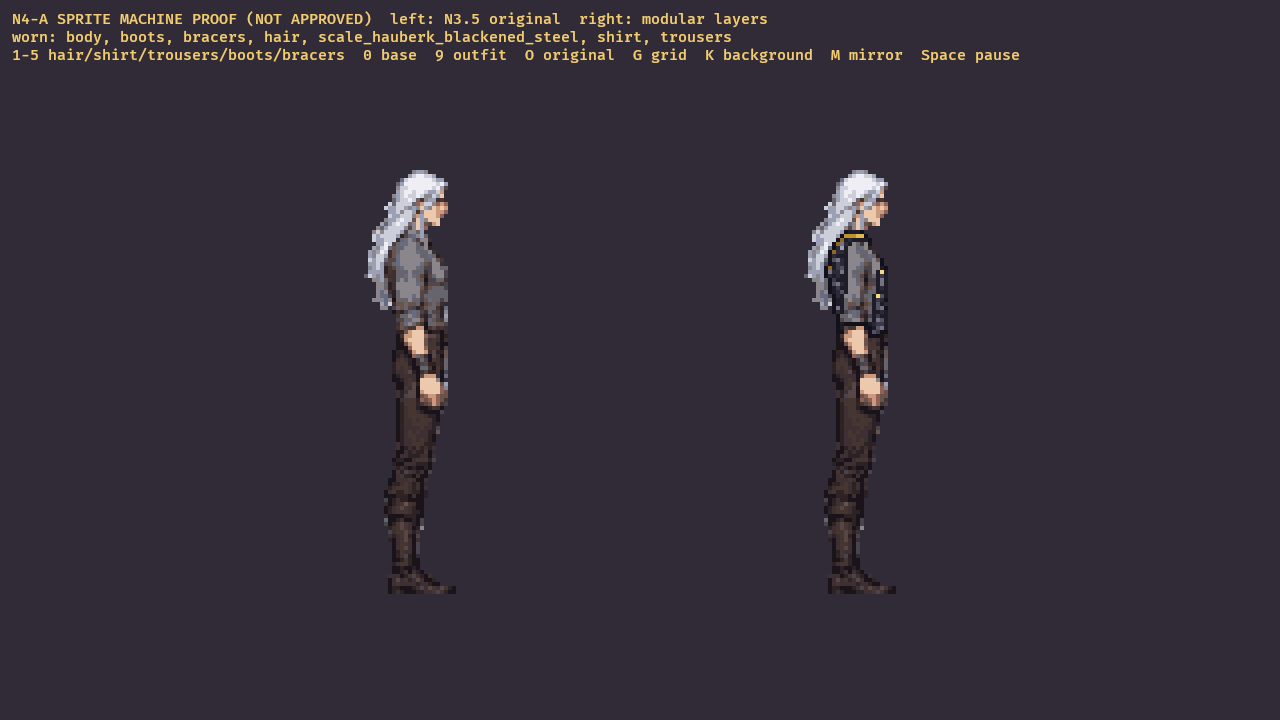 N4-A SPRITE MACHINE PROOF (NOT APPROVED)  left: N3.5 original  right: modular layers
worn: body, boots, bracers, hair, scale_hauberk_blackened_steel, shirt, trousers
1-5 hair/shirt/trousers/boots/bracers  0 base  9 outfit  O original  G grid  K background  M mirror  Space pause